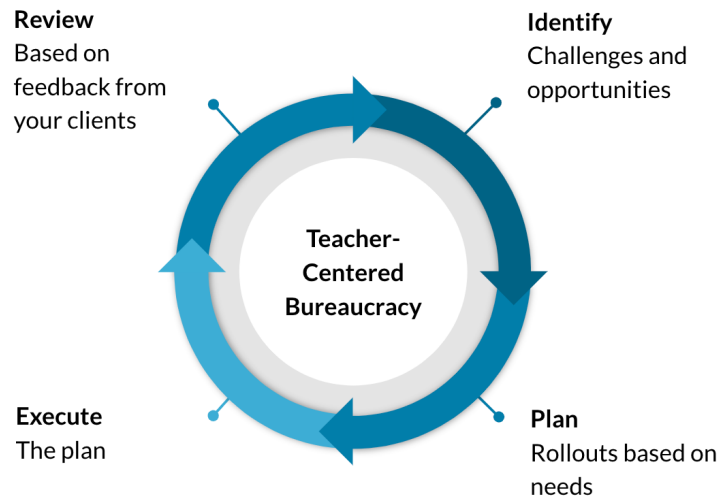 Review
Based on
feedback from
your clients
Identify
Challenges and
opportunities
Teacher-
Centered
Bureaucracy
Execute
The plan
Plan
Rollouts based on
needs